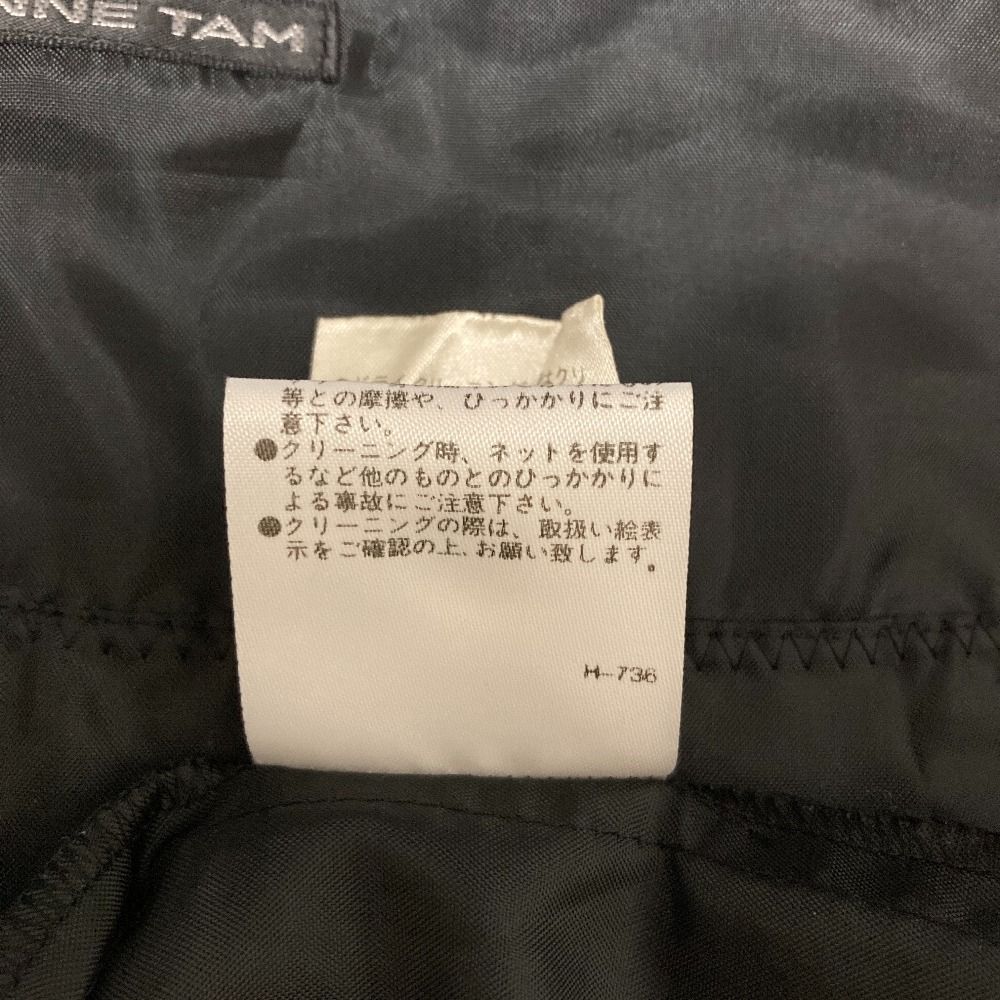 NNE TAM
はクリ
等との摩擦や、ひっかかりにご注
意下さい。
●クリーニング時、ネットを使用す
るなど他のものとのひっかかりに
よる事故にご注意下さい。
●クリーニングの際は、取扱い絵表
示をご確認の上、お願い致します。
H-736